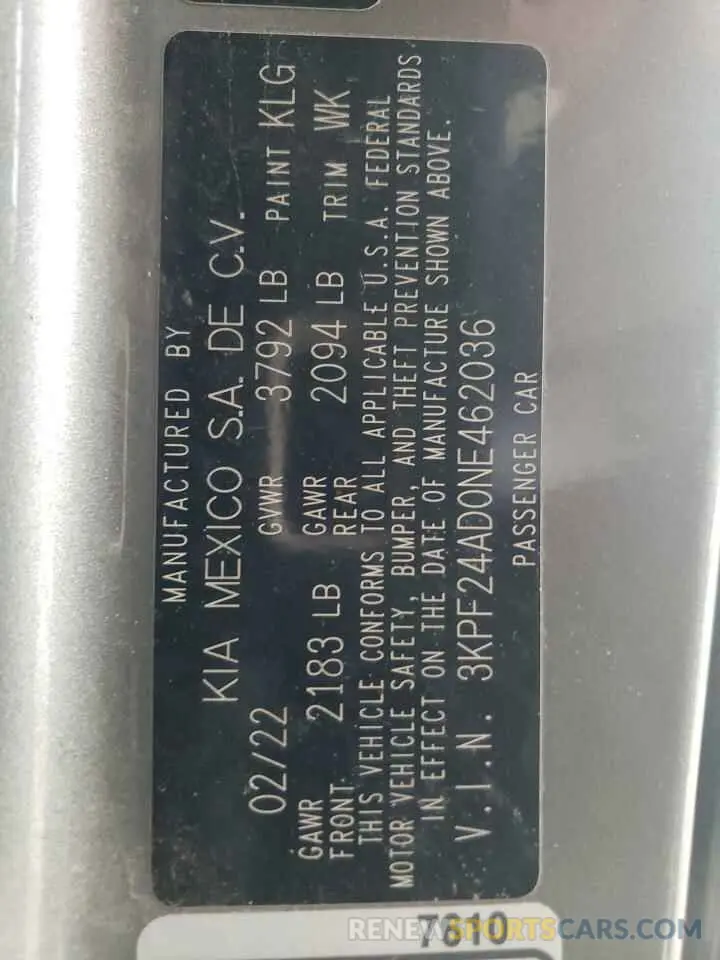 MANUFACTURED BY
KIA MEXICO S.A. DE C.V.
02/22 GVWR 3792 LB PAINT KLG
GAWR FRONT 2183 LB GAWR REAR 2094 LB TRIM WK
THIS VEHICLE CONFORMS TO ALL APPLICABLE U.S.A. FEDERAL
MOTOR VEHICLE SAFETY, BUMPER, AND THEFT PREVENTION STANDARDS
IN EFFECT ON THE DATE OF MANUFACTURE SHOWN ABOVE.
V.I.N. 3KPF24AD0NE462036
PASSENGER CAR
7810
RENEWSPORTSCARS.COM